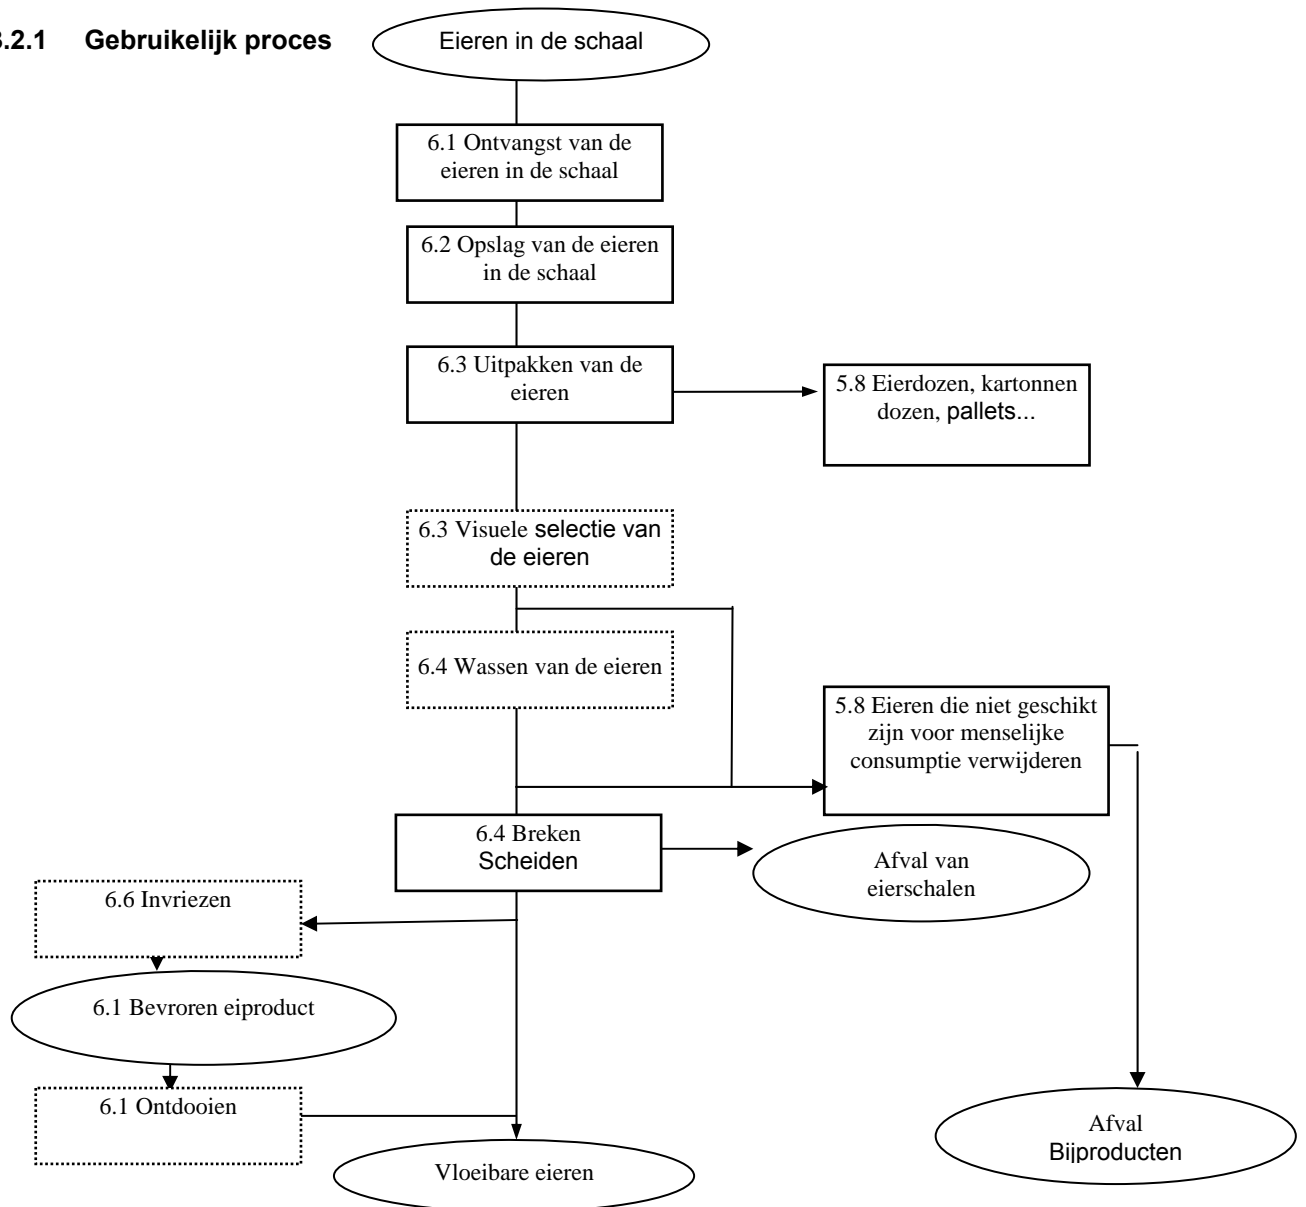 3.2.1 Gebruikelijk proces
Eieren in de schaal
6.1 Ontvangst van de
eieren in de schaal
6.2 Opslag van de eieren
in de schaal
6.3 Uitpakken van de
eieren
5.8 Eierdozen, kartonnen
dozen, pallets...
6.3 Visuele selectie van
de eieren
6.4 Wassen van de eieren
5.8 Eieren die niet geschikt
zijn voor menselijke
consumptie verwijderen
6.4 Breken
Scheiden
Afval van
eierschalen
6.6 Invriezen
6.1 Bevroren eiproduct
6.1 Ontdooien
Afval
Bijproducten
Vloeibare eieren